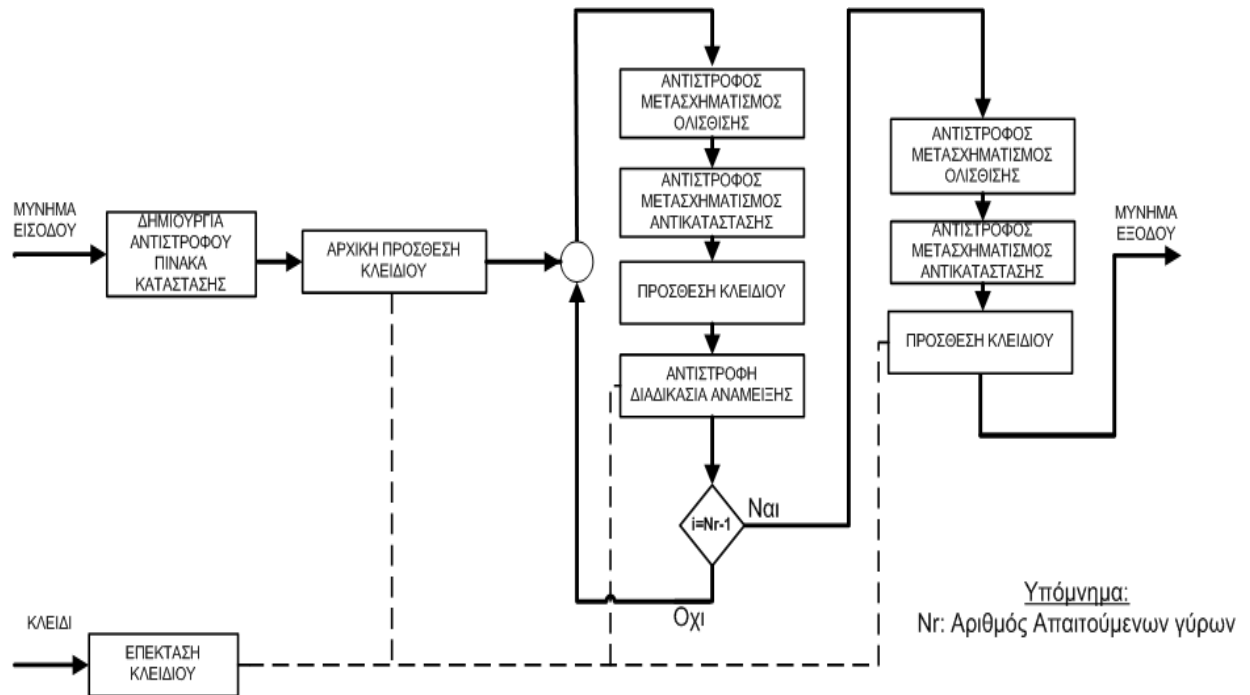 ΜΥΝΗΜΑ
ΕΙΣΟΔΟΥ
ΔΗΜΙΟΥΡΓΙΑ
ΑΝΤΙΣΤΡΟΦΟΥ
ΠΙΝΑΚΑ
ΚΑΤΑΣΤΑΣΗΣ
ΑΡΧΙΚΗ ΠΡΟΣΘΕΣΗ
ΚΛΕΙΔΙΟΥ
ΑΝΤΙΣΤΡΟΦΟΣ
ΜΕΤΑΣΧΗΜΑΤΙΣΜΟΣ
ΟΛΙΣΘΙΣΗΣ
ΑΝΤΙΣΤΡΟΦΟΣ
ΜΕΤΑΣΧΗΜΑΤΙΣΜΟΣ
ΑΝΤΙΚΑΤΑΣΤΑΣΗΣ
ΠΡΟΣΘΕΣΗ ΚΛΕΙΔΙΟΥ
ΑΝΤΙΣΤΡΟΦΗ
ΔΙΑΔΙΚΑΣΙΑ ΑΝΑΜΕΙΞΗΣ
i=Nr-1
Ναι
Οχι
ΑΝΤΙΣΤΡΟΦΟΣ
ΜΕΤΑΣΧΗΜΑΤΙΣΜΟΣ
ΟΛΙΣΘΙΣΗΣ
ΑΝΤΙΣΤΡΟΦΟΣ
ΜΕΤΑΣΧΗΜΑΤΙΣΜΟΣ
ΑΝΤΙΚΑΤΑΣΤΑΣΗΣ
ΠΡΟΣΘΕΣΗ ΚΛΕΙΔΙΟΥ
ΜΥΝΗΜΑ
ΕΞΟΔΟΥ
ΚΛΕΙΔΙ
ΕΠΕΚΤΑΣΗ
ΚΛΕΙΔΙΟΥ
Υπόμνημα:
Nr: Αριθμός Απαιτούμενων γύρων